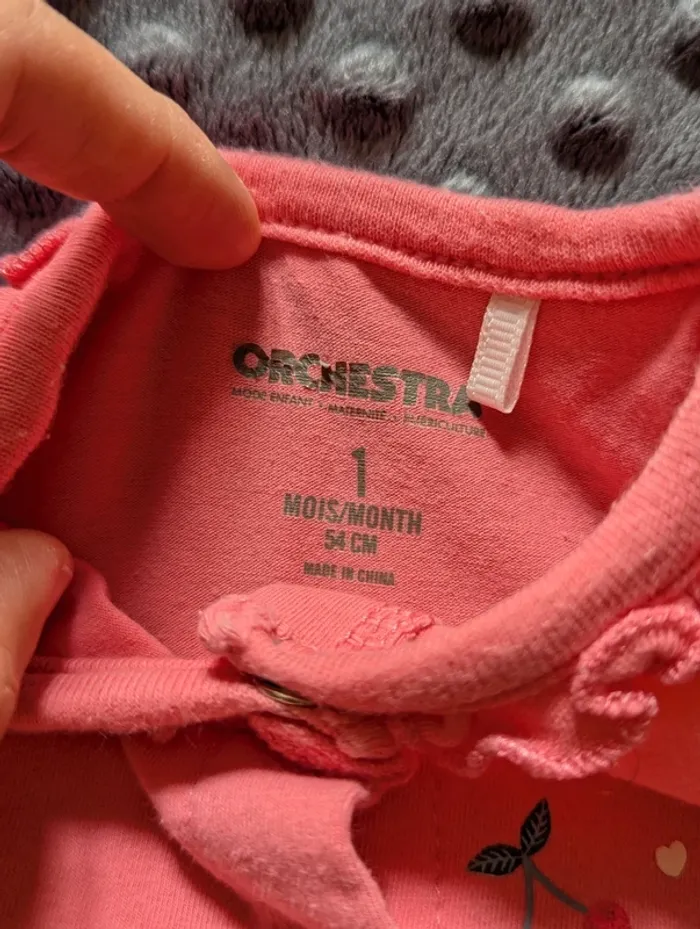 ORCHESTRA
MODE ENFANT - MATERNITÉ - PUÉRICULTURE
1
MOIS/MONTH
54 CM
MADE IN CHINA